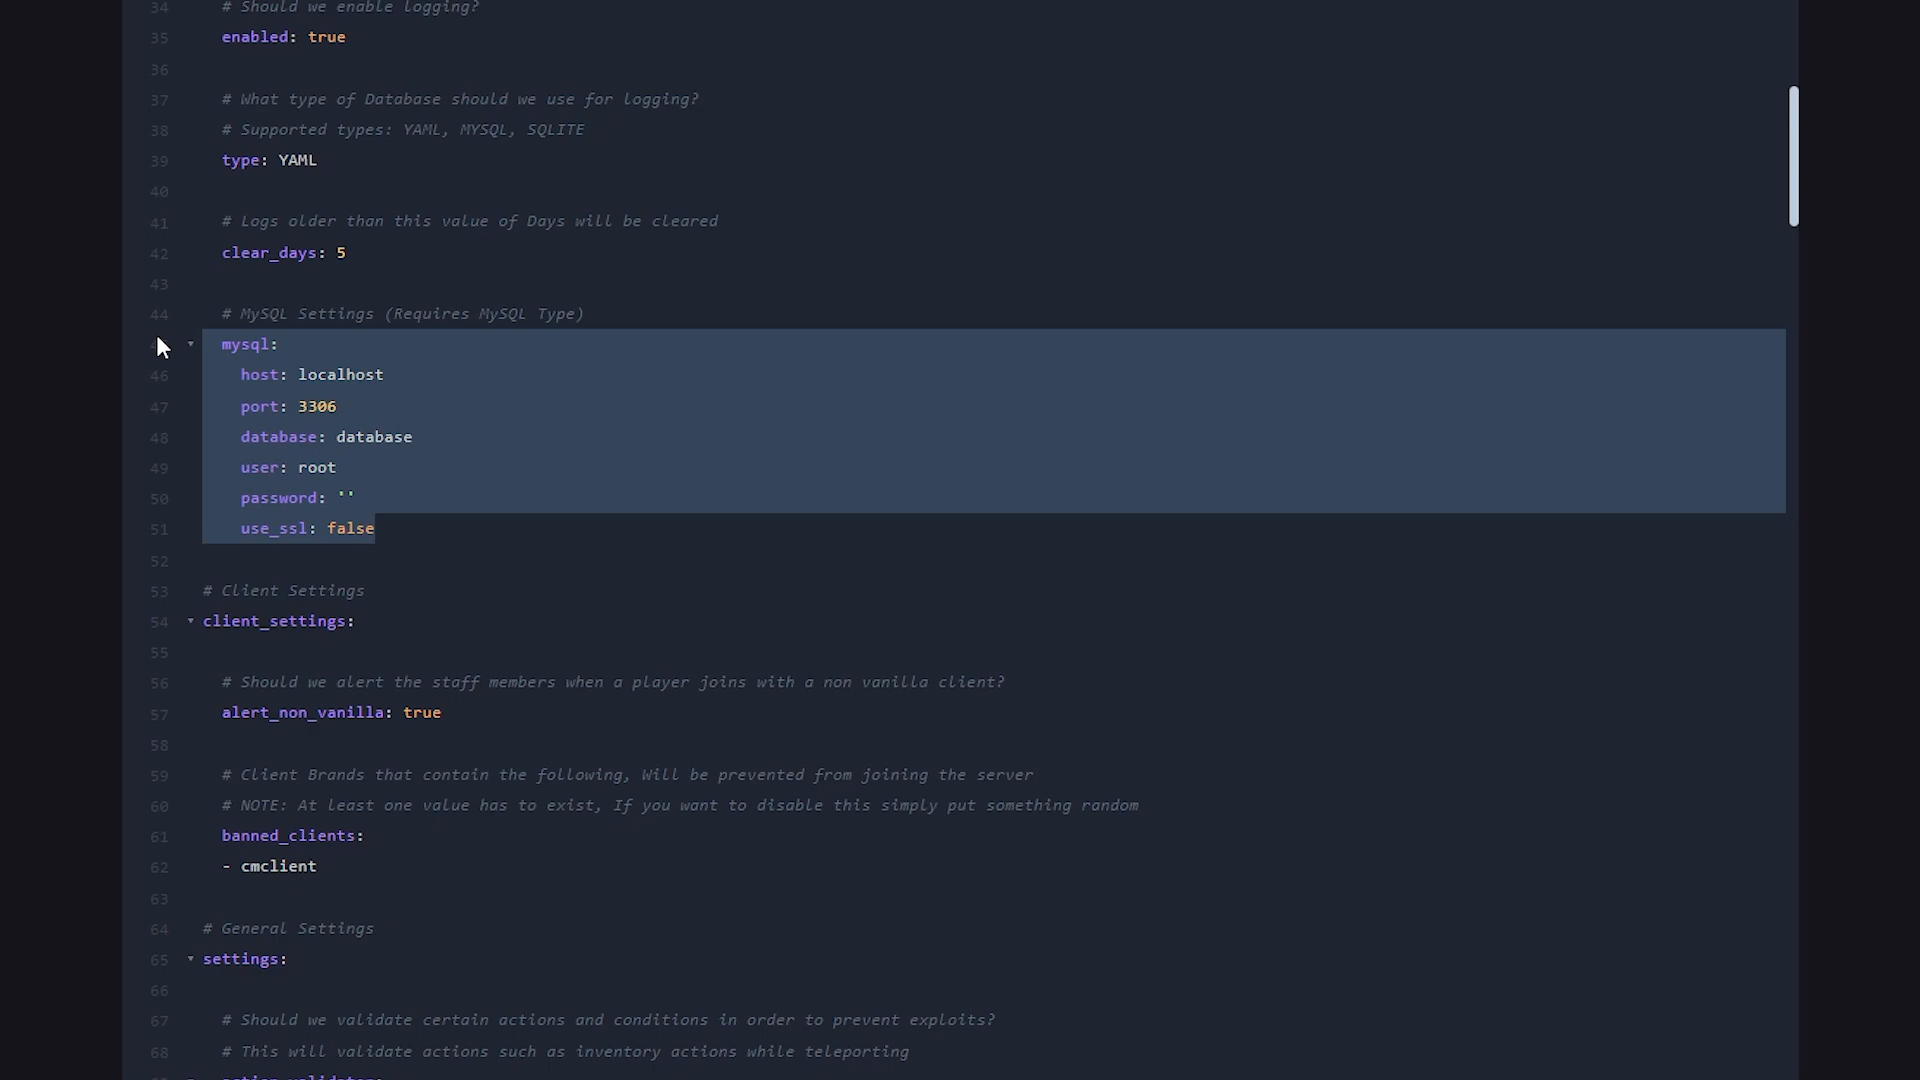 34 # Should we enable logging?
35 enabled: true
36
37 # What type of Database should we use for logging?
38 # Supported types: YAML, MYSQL, SQLITE
39 type: YAML
40
41 # Logs older than this value of Days will be cleared
42 clear_days: 5
43
44 # MySQL Settings (Requires MySQL Type)
mysql:
46 host: localhost
47 port: 3306
48 database: database
49 user: root
50 password: ''
51 use_ssl: false
52
53 # Client Settings
54 client_settings:
55
56 # Should we alert the staff members when a player joins with a non vanilla client?
57 alert_non_vanilla: true
58
59 # Client Brands that contain the following, Will be prevented from joining the server
60 # NOTE: At least one value has to exist, If you want to disable this simply put something random
61 banned_clients:
62 - cmclient
63
64 # General Settings
65 settings:
66
67 # Should we validate certain actions and conditions in order to prevent exploits?
68 # This will validate actions such as inventory actions while teleporting